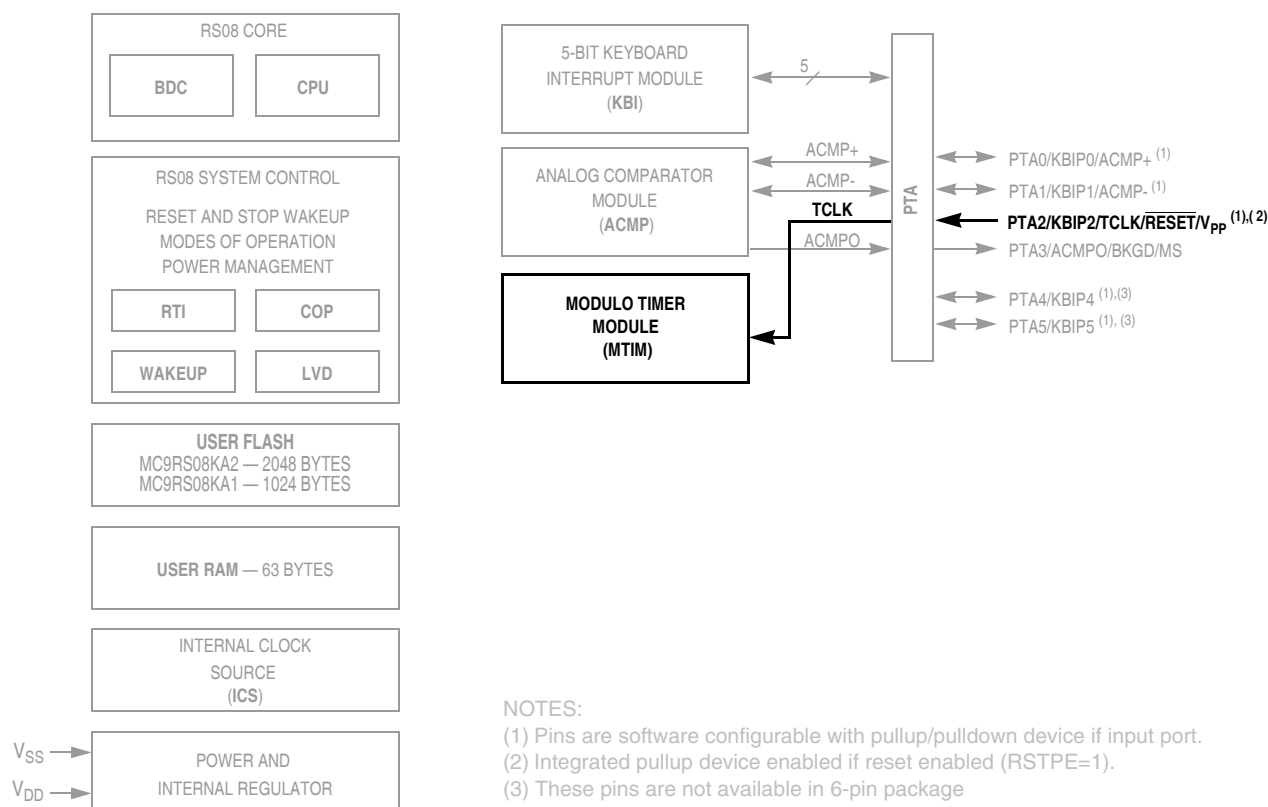 RS08 CORE
BDC
CPU
RS08 SYSTEM CONTROL
RESET AND STOP WAKEUP
MODES OF OPERATION
POWER MANAGEMENT
RTI
COP
WAKEUP
LVD
USER FLASH
MC9RS08KA2 — 2048 BYTES
MC9RS08KA1 — 1024 BYTES
USER RAM — 63 BYTES
INTERNAL CLOCK
SOURCE
(ICS)
VSS
VDD
POWER AND
INTERNAL REGULATOR
5-BIT KEYBOARD
INTERRUPT MODULE
(KBI)
5
ANALOG COMPARATOR
MODULE
(ACMP)
ACMP+
ACMP-
TCLK
ACMPO
MODULO TIMER
MODULE
(MTIM)
PTA
PTA0/KBIP0/ACMP+ (1)
PTA1/KBIP1/ACMP- (1)
PTA2/KBIP2/TCLK/RESET/VPP (1),( 2)
PTA3/ACMPO/BKGD/MS
PTA4/KBIP4 (1),(3)
PTA5/KBIP5 (1), (3)
NOTES:
(1) Pins are software configurable with pullup/pulldown device if input port.
(2) Integrated pullup device enabled if reset enabled (RSTPE=1).
(3) These pins are not available in 6-pin package